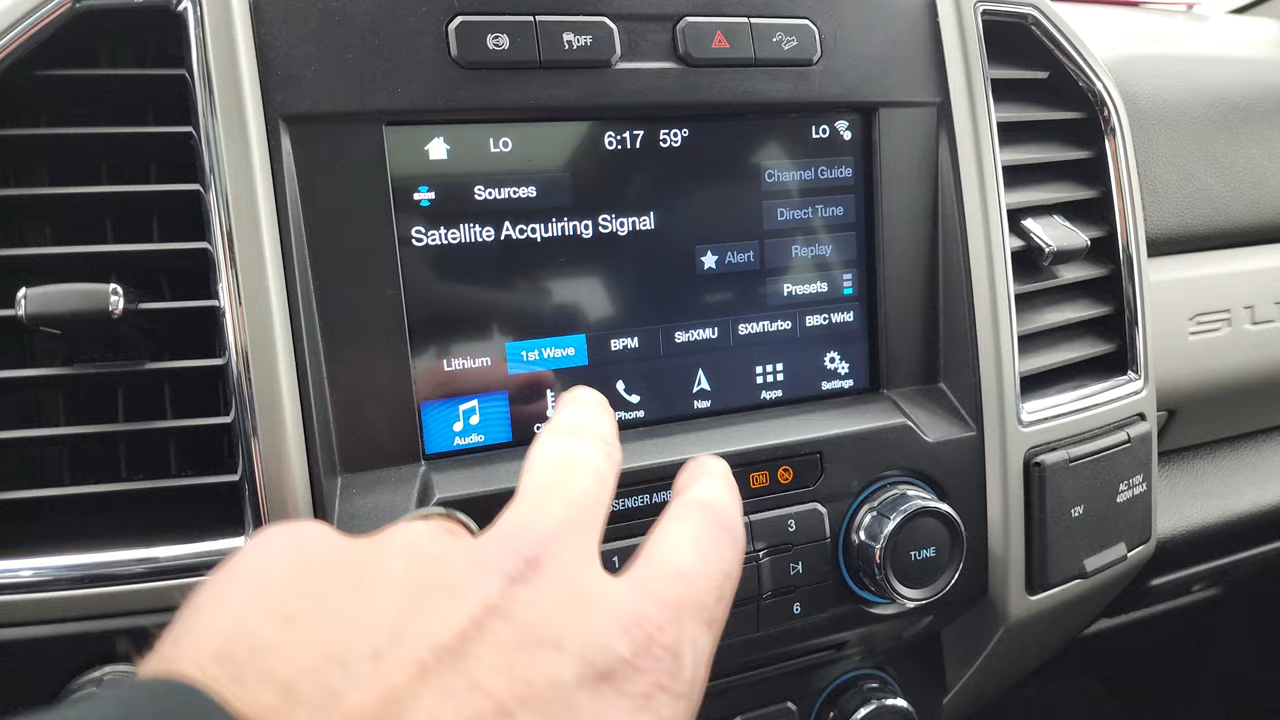 OFF
LO 6:17 59° LO
Sources
Channel Guide
Satellite Acquiring Signal
Direct Tune
Alert
Replay
Presets
Lithium 1st Wave BPM SiriXMU SXMTurbo BBC Wrld
Audio Phone Nav Apps Settings
ON
1
3
6
TUNE
12V
AC 110V
400W MAX